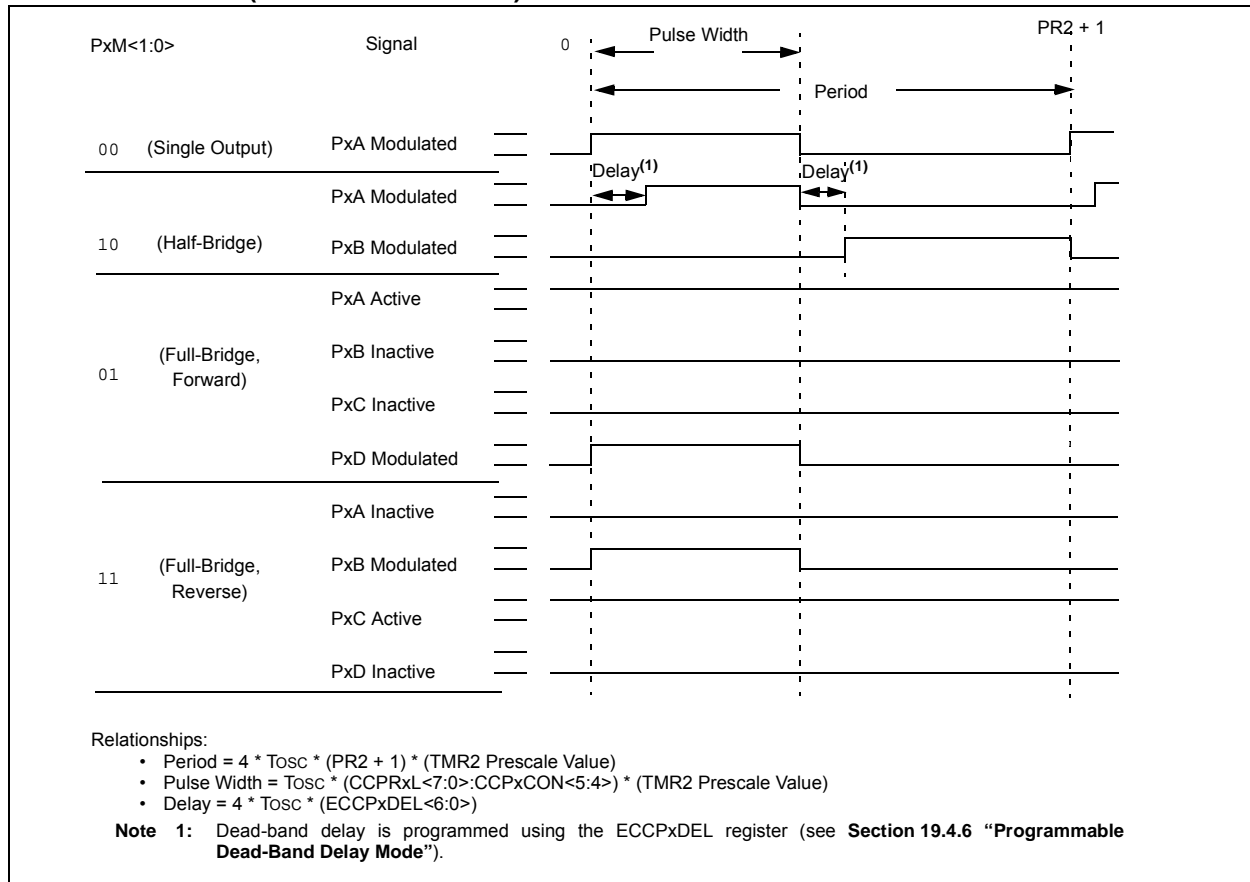 PxM<1:0> Signal 0 Pulse Width PR2 + 1
Period
00 (Single Output) PxA Modulated
Delay(1) Delay(1)
PxA Modulated
10 (Half-Bridge) PxB Modulated
PxA Active
01 (Full-Bridge, Forward) PxB Inactive
PxC Inactive
PxD Modulated
PxA Inactive
11 (Full-Bridge, Reverse) PxB Modulated
PxC Active
PxD Inactive
Relationships:
• Period = 4 * TOSC * (PR2 + 1) * (TMR2 Prescale Value)
• Pulse Width = TOSC * (CCPRxL<7:0>:CCPxCON<5:4>) * (TMR2 Prescale Value)
• Delay = 4 * TOSC * (ECCPxDEL<6:0>)
Note 1: Dead-band delay is programmed using the ECCPxDEL register (see Section 19.4.6 “Programmable
Dead-Band Delay Mode”).